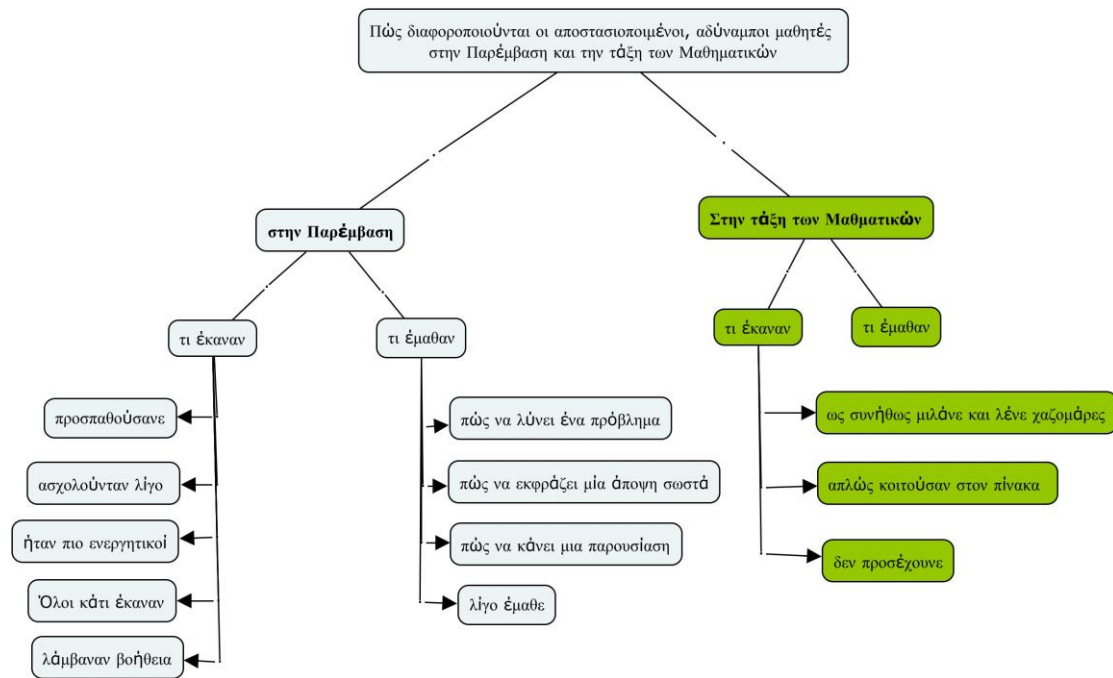 Πώς διαφοροποιούνται οι αποστασιοποιημένοι, αδύναμποι μαθητές
στην Παρέμβαση και την τάξη των Μαθηματικών
στην Παρέμβαση
Στην τάξη των Μαθματικών
τι έκαναν
τι έμαθαν
τι έκαναν
τι έμαθαν
προσπαθούσανε
ασχολούνταν λίγο
ήταν πιο ενεργητικοί
Όλοι κάτι έκαναν
λάμβαναν βοήθεια
πώς να λύνει ένα πρόβλημα
πώς να εκφράζει μία άποψη σωστά
πώς να κάνει μια παρουσίαση
λίγο έμαθε
ως συνήθως μιλάνε και λένε χαζομάρες
απλώς κοιτούσαν στον πίνακα
δεν προσέχουνε